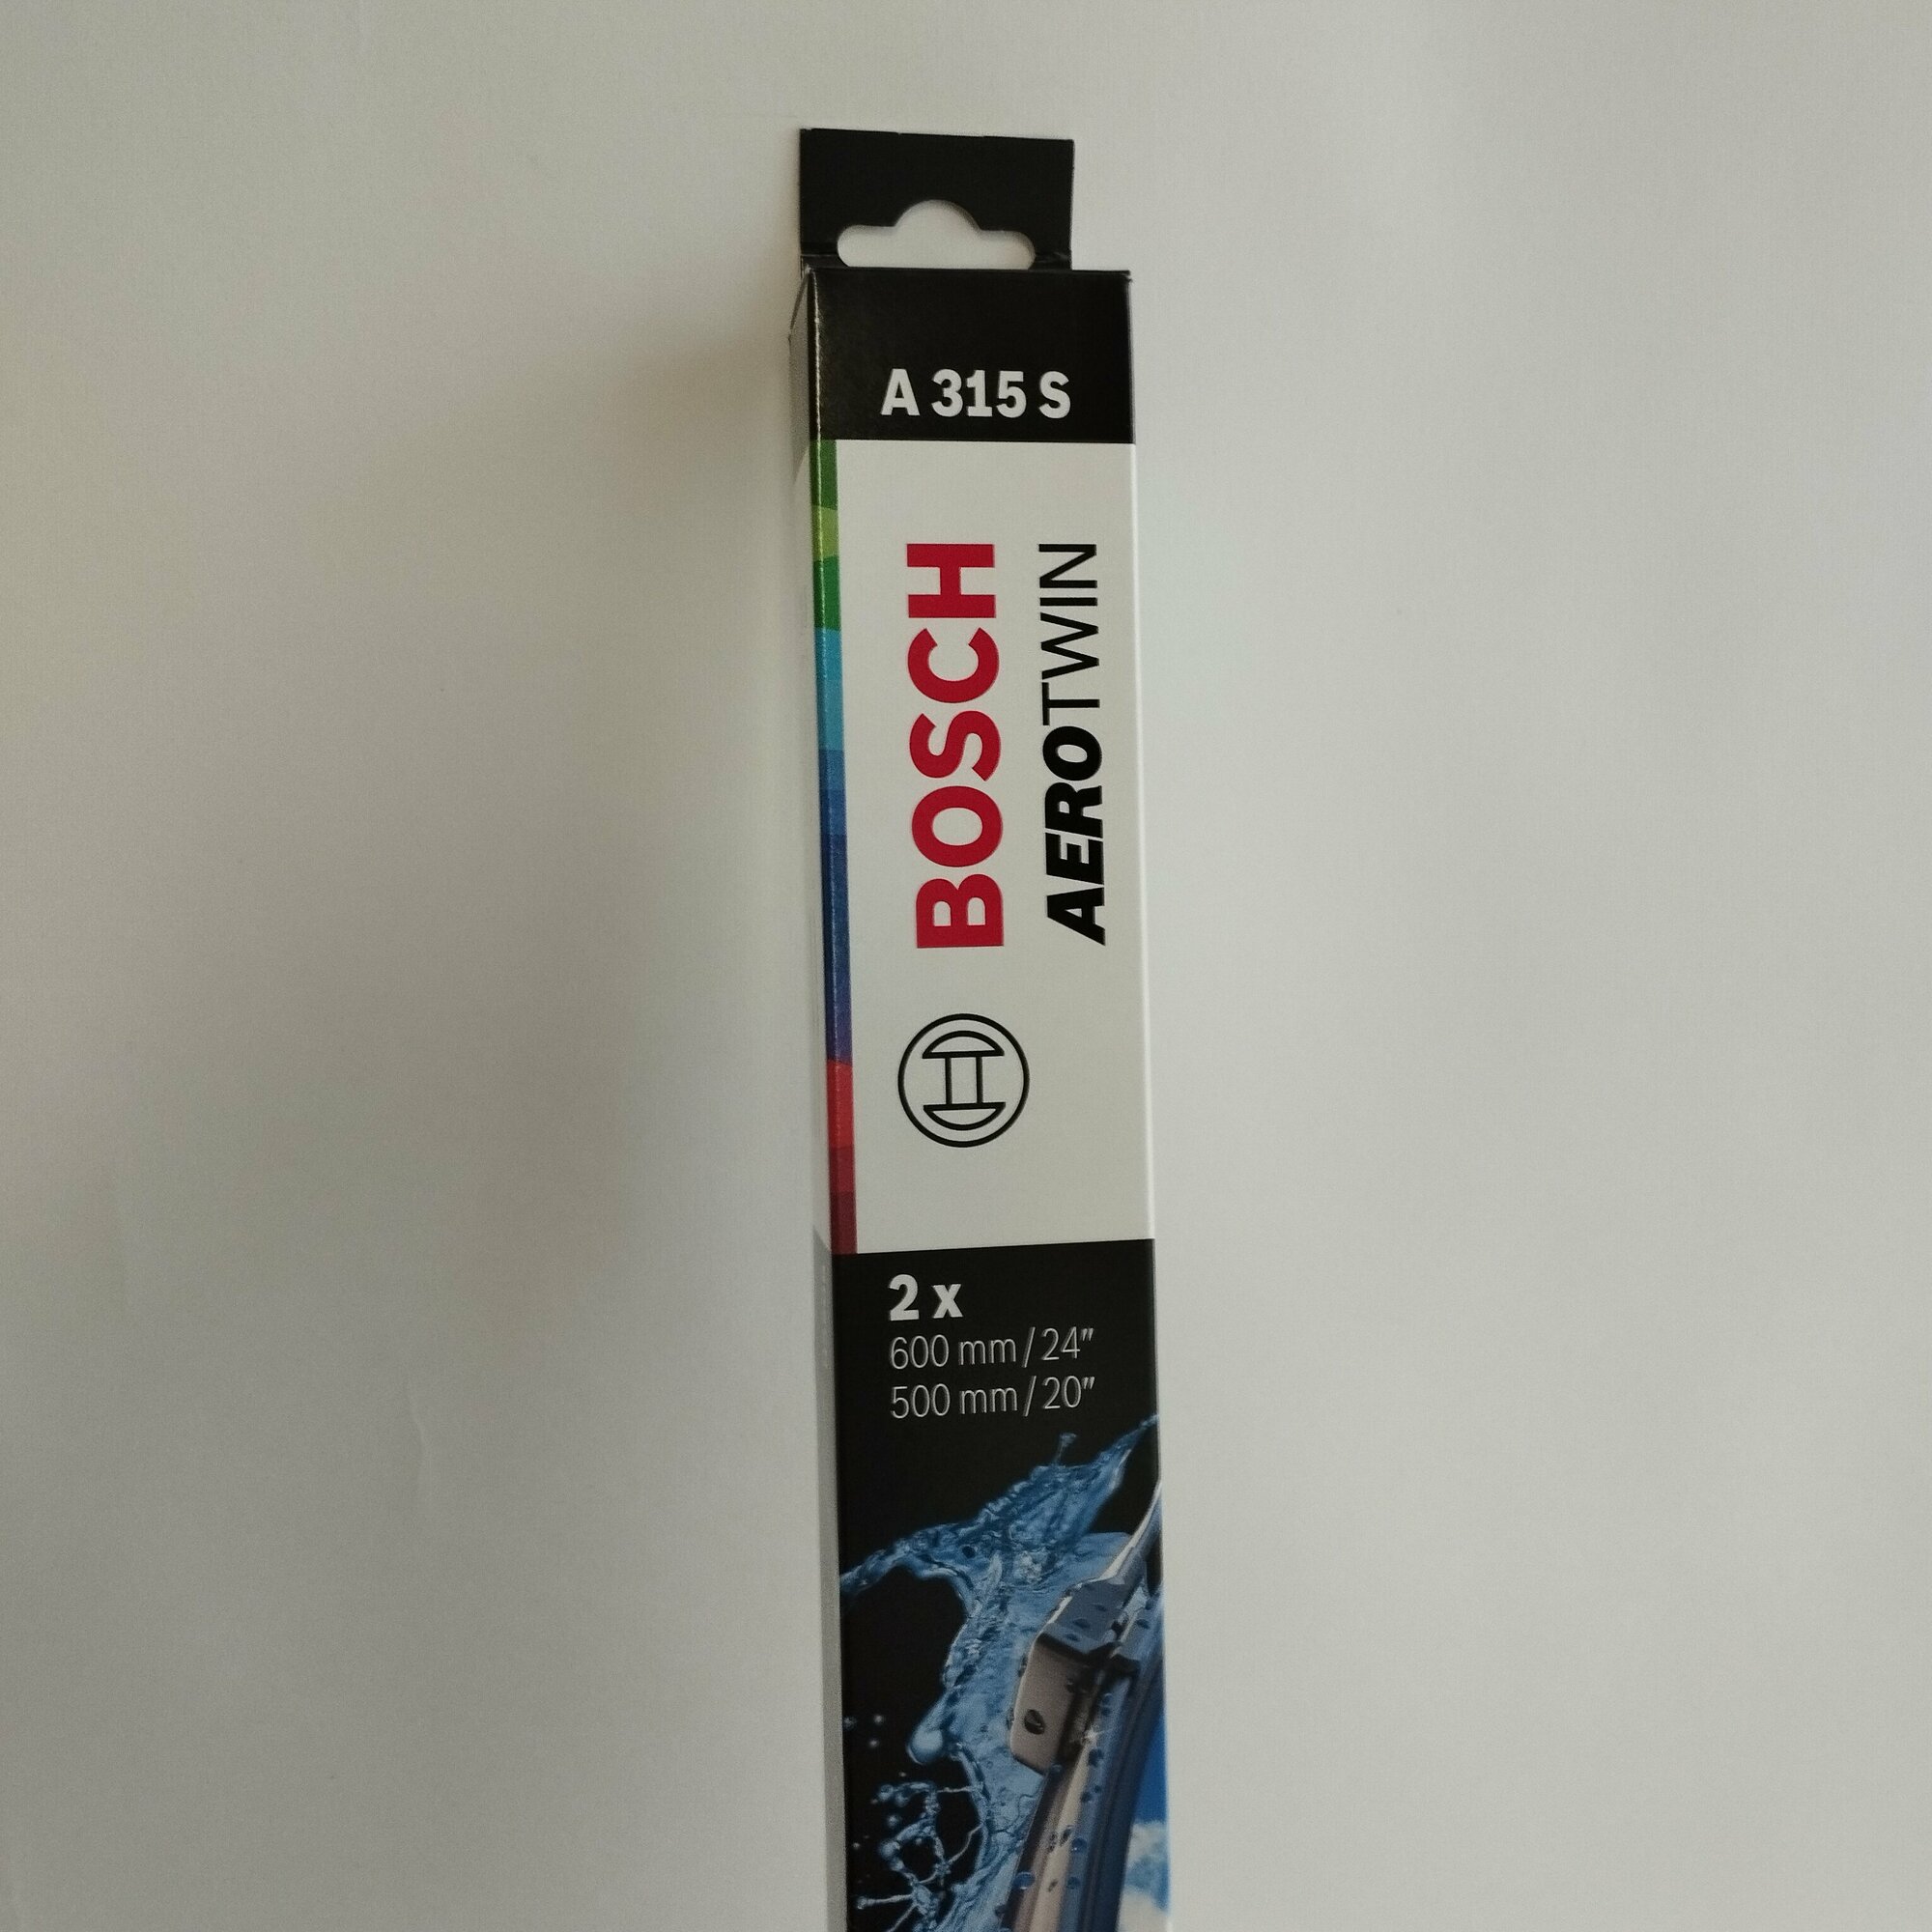 A 315 S
BOSCH
AEROTWIN
2 x
600 mm / 24"
500 mm / 20"